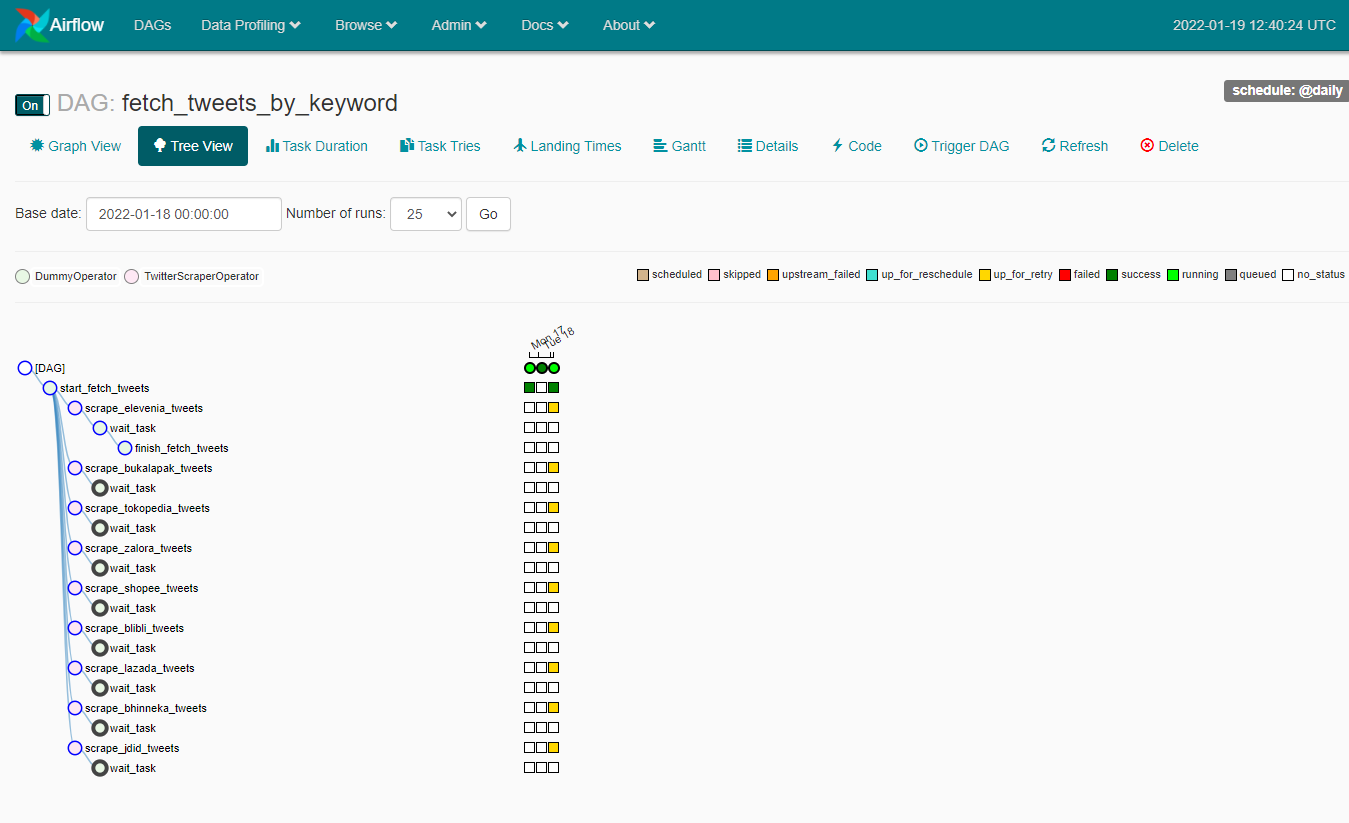 Airflow DAGs Data Profiling Browse Admin Docs About 2022-01-19 12:40:24 UTC
schedule: @daily
On DAG: fetch_tweets_by_keyword
Graph View Tree View Task Duration Task Tries Landing Times Gantt Details Code Trigger DAG Refresh Delete
Base date: 2022-01-18 00:00:00 Number of runs: 25 Go
DummyOperator TwitterScraperOperator scheduled skipped upstream_failed up_for_reschedule up_for_retry failed success running queued no_status
Mon 17 Tue 18
[DAG]
start_fetch_tweets
scrape_elevenia_tweets
wait_task
finish_fetch_tweets
scrape_bukalapak_tweets
wait_task
scrape_tokopedia_tweets
wait_task
scrape_zalora_tweets
wait_task
scrape_shopee_tweets
wait_task
scrape_blibli_tweets
wait_task
scrape_lazada_tweets
wait_task
scrape_bhinneka_tweets
wait_task
scrape_jdid_tweets
wait_task